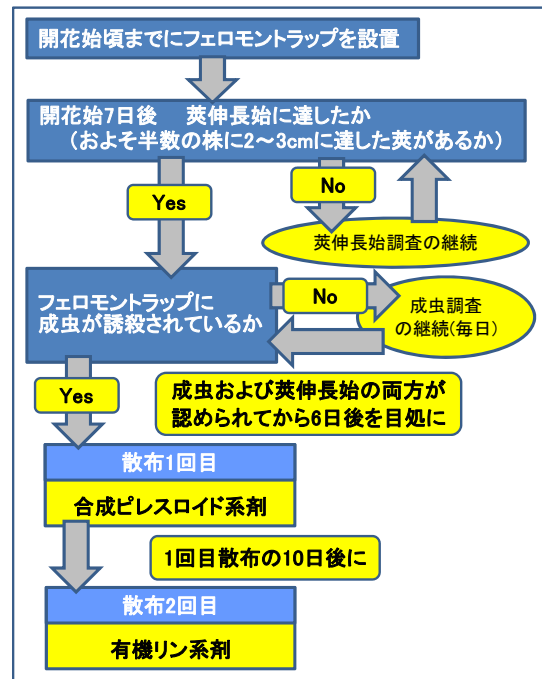 開花始頃までにフェロモントラップを設置
開花始7日後　莢伸長始に達したか
（およそ半数の株に2～3cmに達した莢があるか）
Yes
No
莢伸長始調査の継続
フェロモントラップに
成虫が誘殺されているか
No
成虫調査
の継続(毎日)
Yes
成虫および莢伸長始の両方が
認められてから6日後を目処に
散布1回目
合成ピレスロイド系剤
1回目散布の10日後に
散布2回目
有機リン系剤